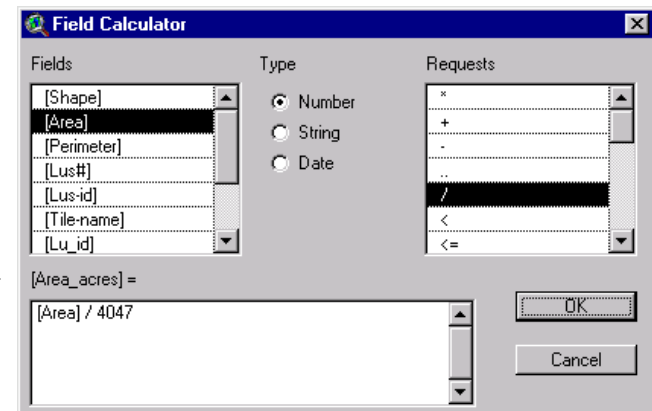 Field Calculator
Fields
Type
Requests
[Shape]
[Area]
[Perimeter]
[Lus#]
[Lus-id]
[Tile-name]
[Lu_id]
Number
String
Date
*
+
-
..
/
<
<=
[Area_acres] =
[Area] / 4047
OK
Cancel